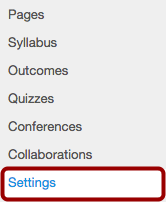 Pages
Syllabus
Outcomes
Quizzes
Conferences
Collaborations
Settings